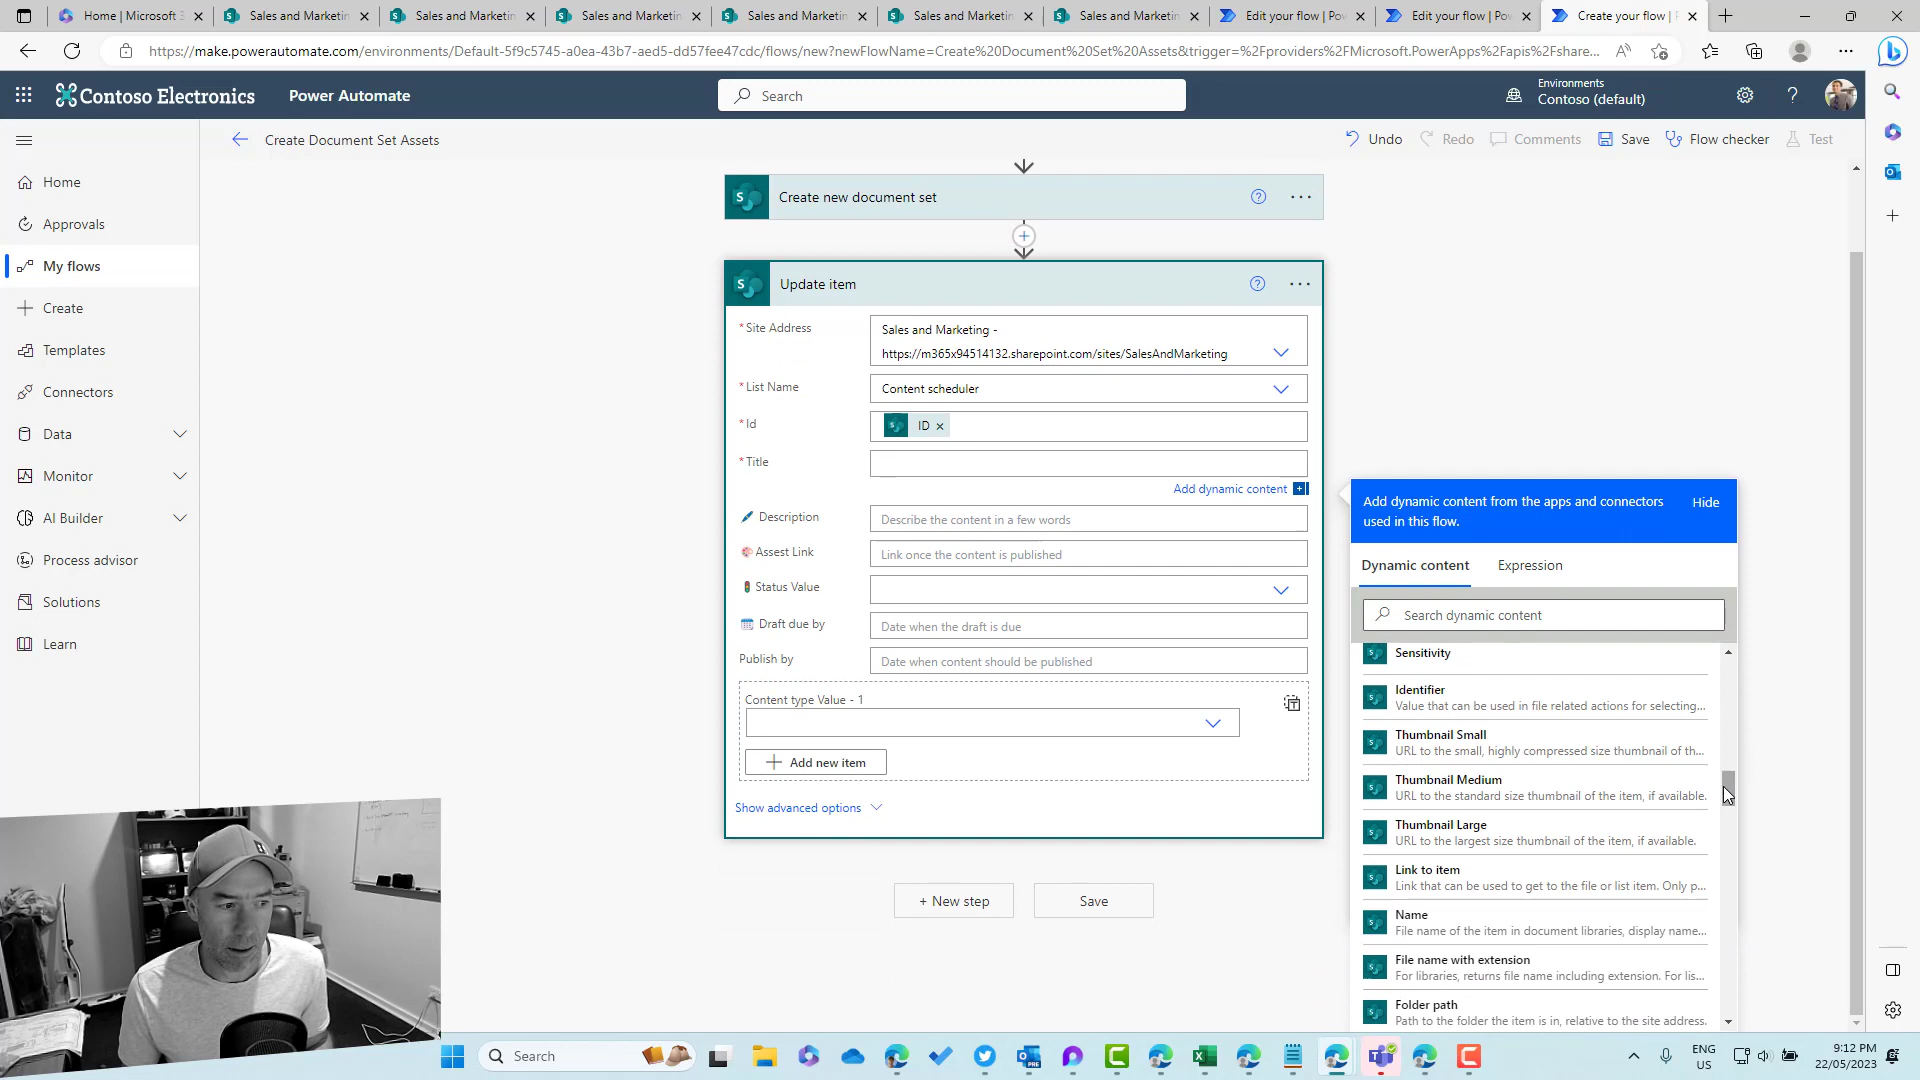 Home | Microsoft 3
Sales and Marketin
Sales and Marketin
Sales and Marketin
Sales and Marketin
Sales and Marketin
Sales and Marketin
Edit your flow | Pow
Edit your flow | Pow
Create your flow |
https://make.powerautomate.com/environments/Default-5f9c5745-a0ea-43b7-aed5-dd57fee47cdc/flows/new?newFlowName=Create%20Document%20Set%20Assets&trigger=%2Fproviders%2FMicrosoft.PowerApps%2Fapis%2Fshare...
Contoso Electronics
Power Automate
Search
Environments
Contoso (default)
Create Document Set Assets
Undo
Redo
Comments
Save
Flow checker
Test
Home
Approvals
My flows
Create
Templates
Connectors
Data
Monitor
AI Builder
Process advisor
Solutions
Learn
Create new document set
Update item
* Site Address
Sales and Marketing -
https://m365x94514132.sharepoint.com/sites/SalesAndMarketing
* List Name
Content scheduler
* Id
ID
* Title
Add dynamic content
Description
Describe the content in a few words
Assest Link
Link once the content is published
Status Value
Draft due by
Date when the draft is due
Publish by
Date when content should be published
Content type Value - 1
Add new item
Show advanced options
+ New step
Save
Add dynamic content from the apps and connectors
used in this flow.
Hide
Dynamic content
Expression
Search dynamic content
Sensitivity
Identifier
Value that can be used in file related actions for selecting...
Thumbnail Small
URL to the small, highly compressed size thumbnail of th...
Thumbnail Medium
URL to the standard size thumbnail of the item, if available.
Thumbnail Large
URL to the largest size thumbnail of the item, if available.
Link to item
Link that can be used to get to the file or list item. Only p...
Name
File name of the item in document libraries, display name...
File name with extension
For libraries, returns file name including extension. For lis...
Folder path
Path to the folder the item is in, relative to the site address.
Search
ENG
US
9:12 PM
22/05/2023